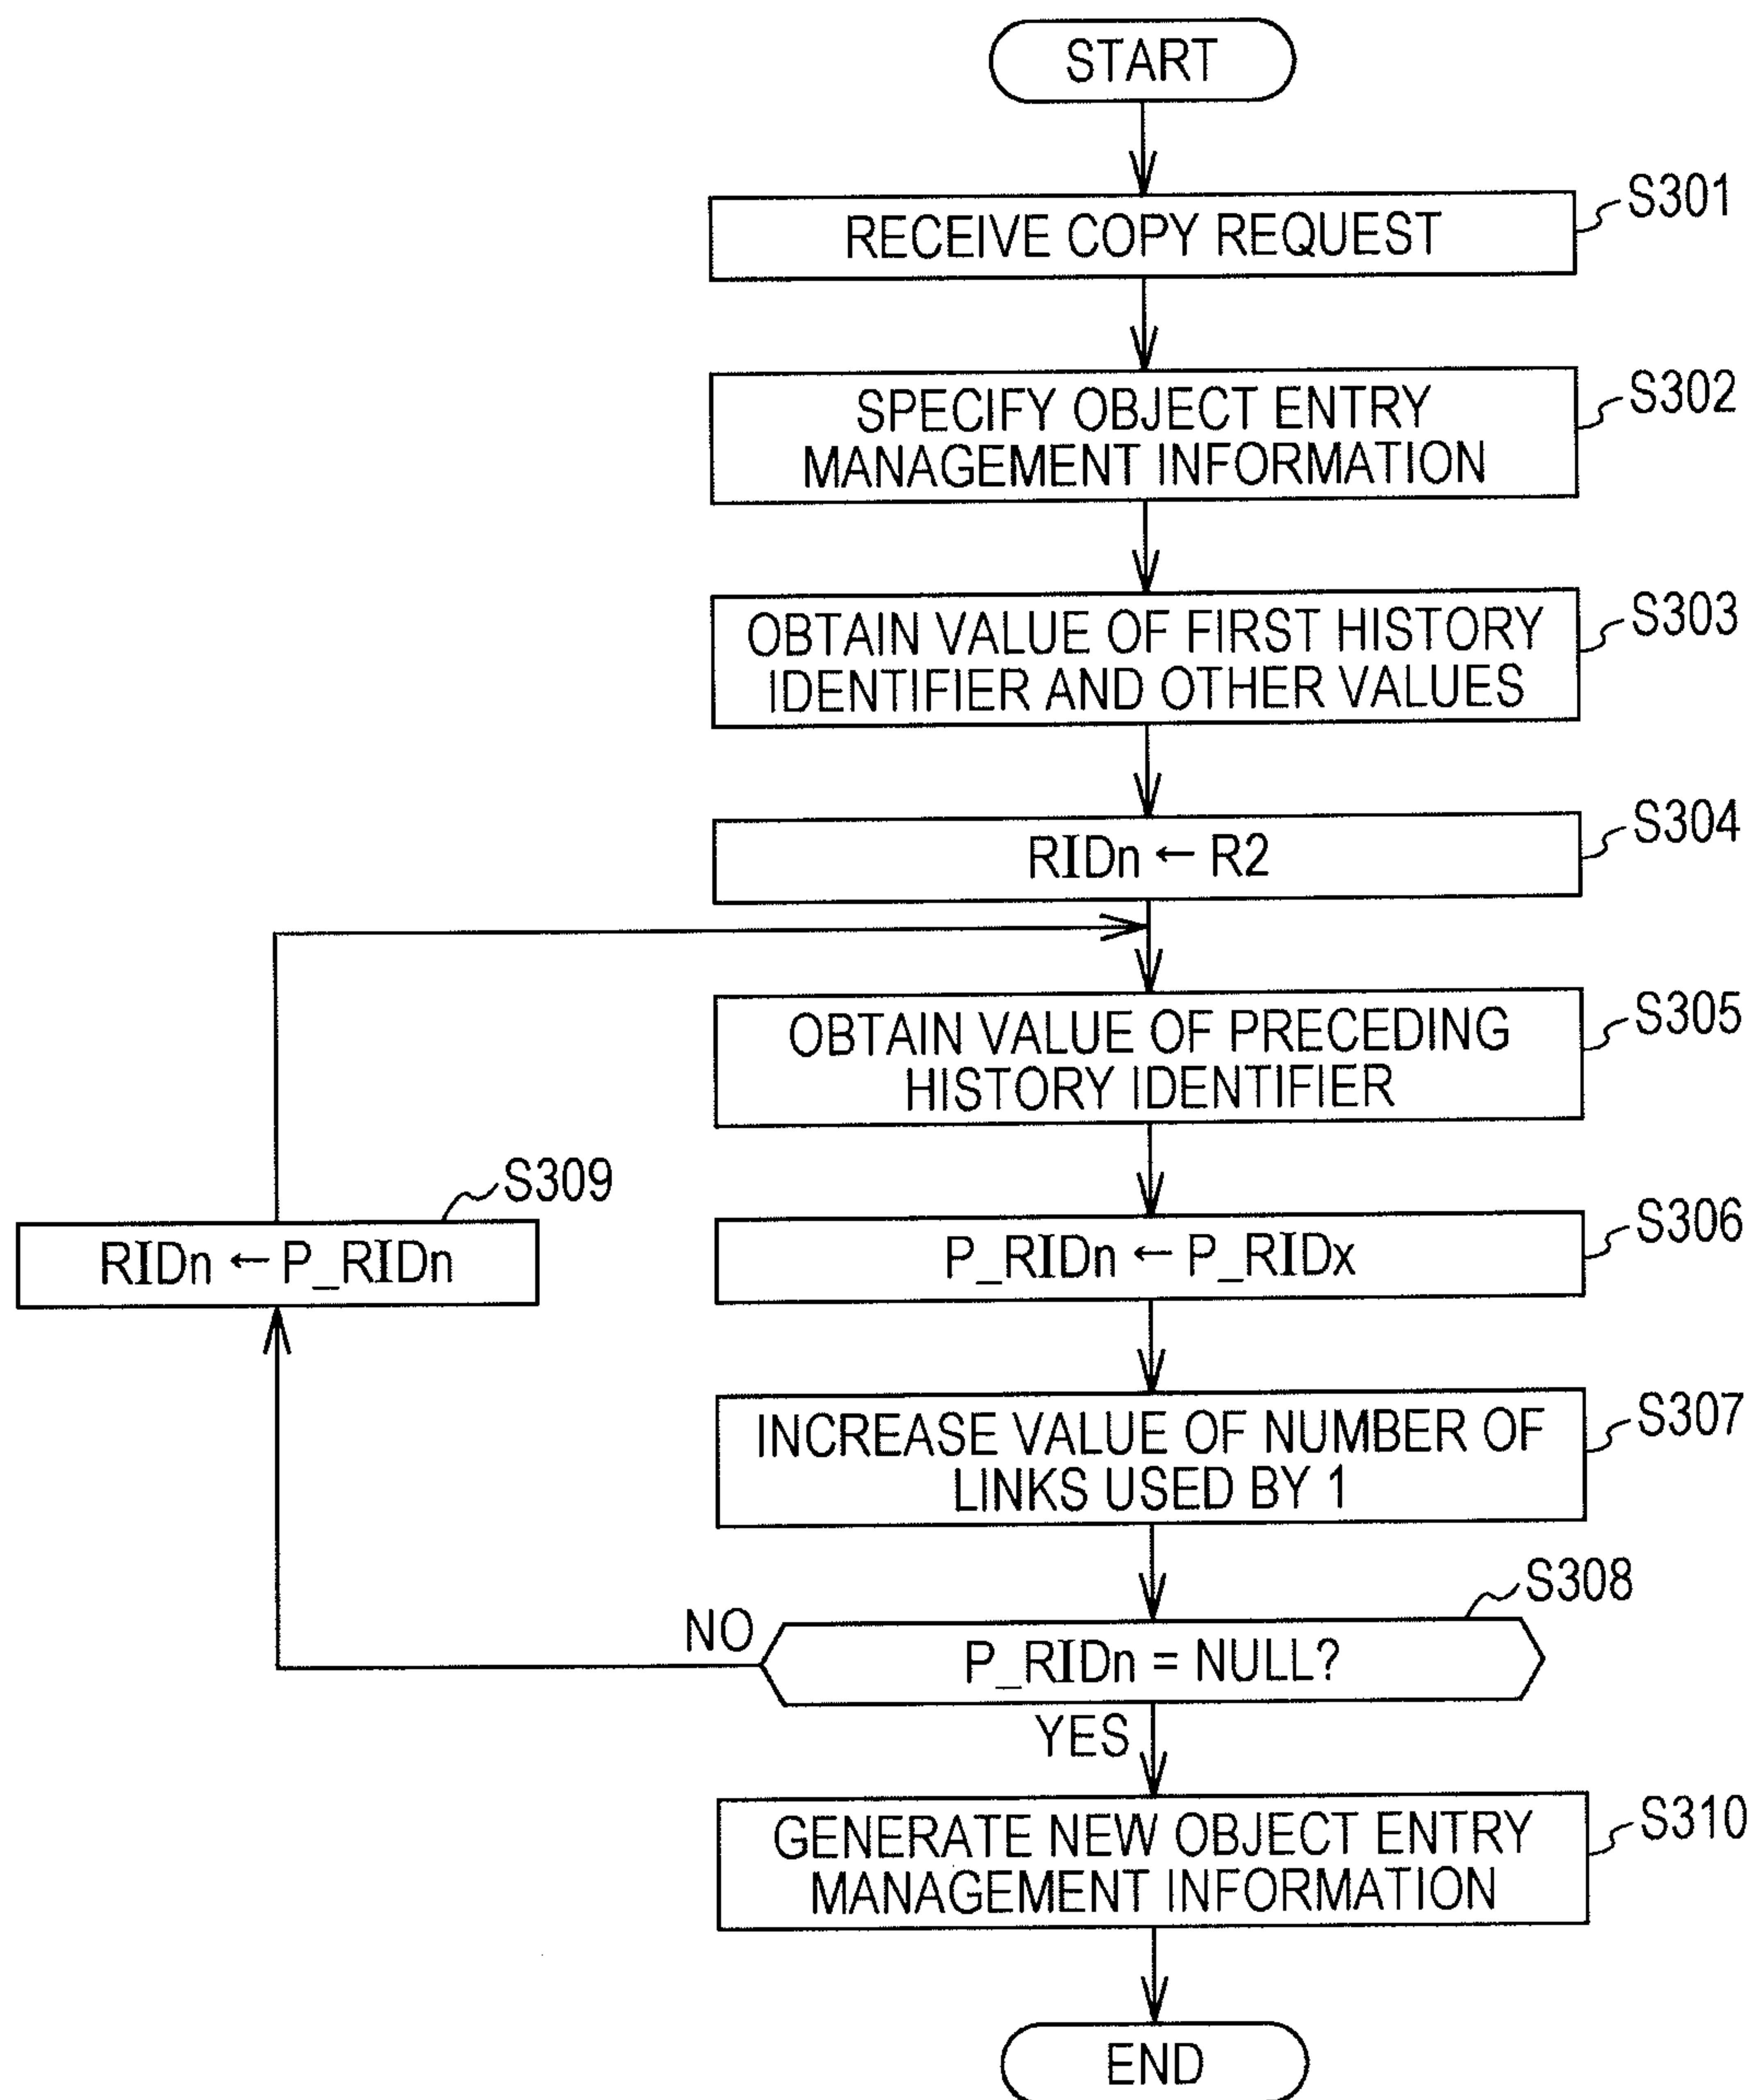 START
RECEIVE COPY REQUEST
S301
SPECIFY OBJECT ENTRY
MANAGEMENT INFORMATION
S302
OBTAIN VALUE OF FIRST HISTORY
IDENTIFIER AND OTHER VALUES
S303
RIDn ← R2
S304
OBTAIN VALUE OF PRECEDING
HISTORY IDENTIFIER
S305
S309
RIDn ← P_RIDn
P_RIDn ← P_RIDx
S306
INCREASE VALUE OF NUMBER OF
LINKS USED BY 1
S307
S308
NO
P_RIDn = NULL?
YES
GENERATE NEW OBJECT ENTRY
MANAGEMENT INFORMATION
S310
END